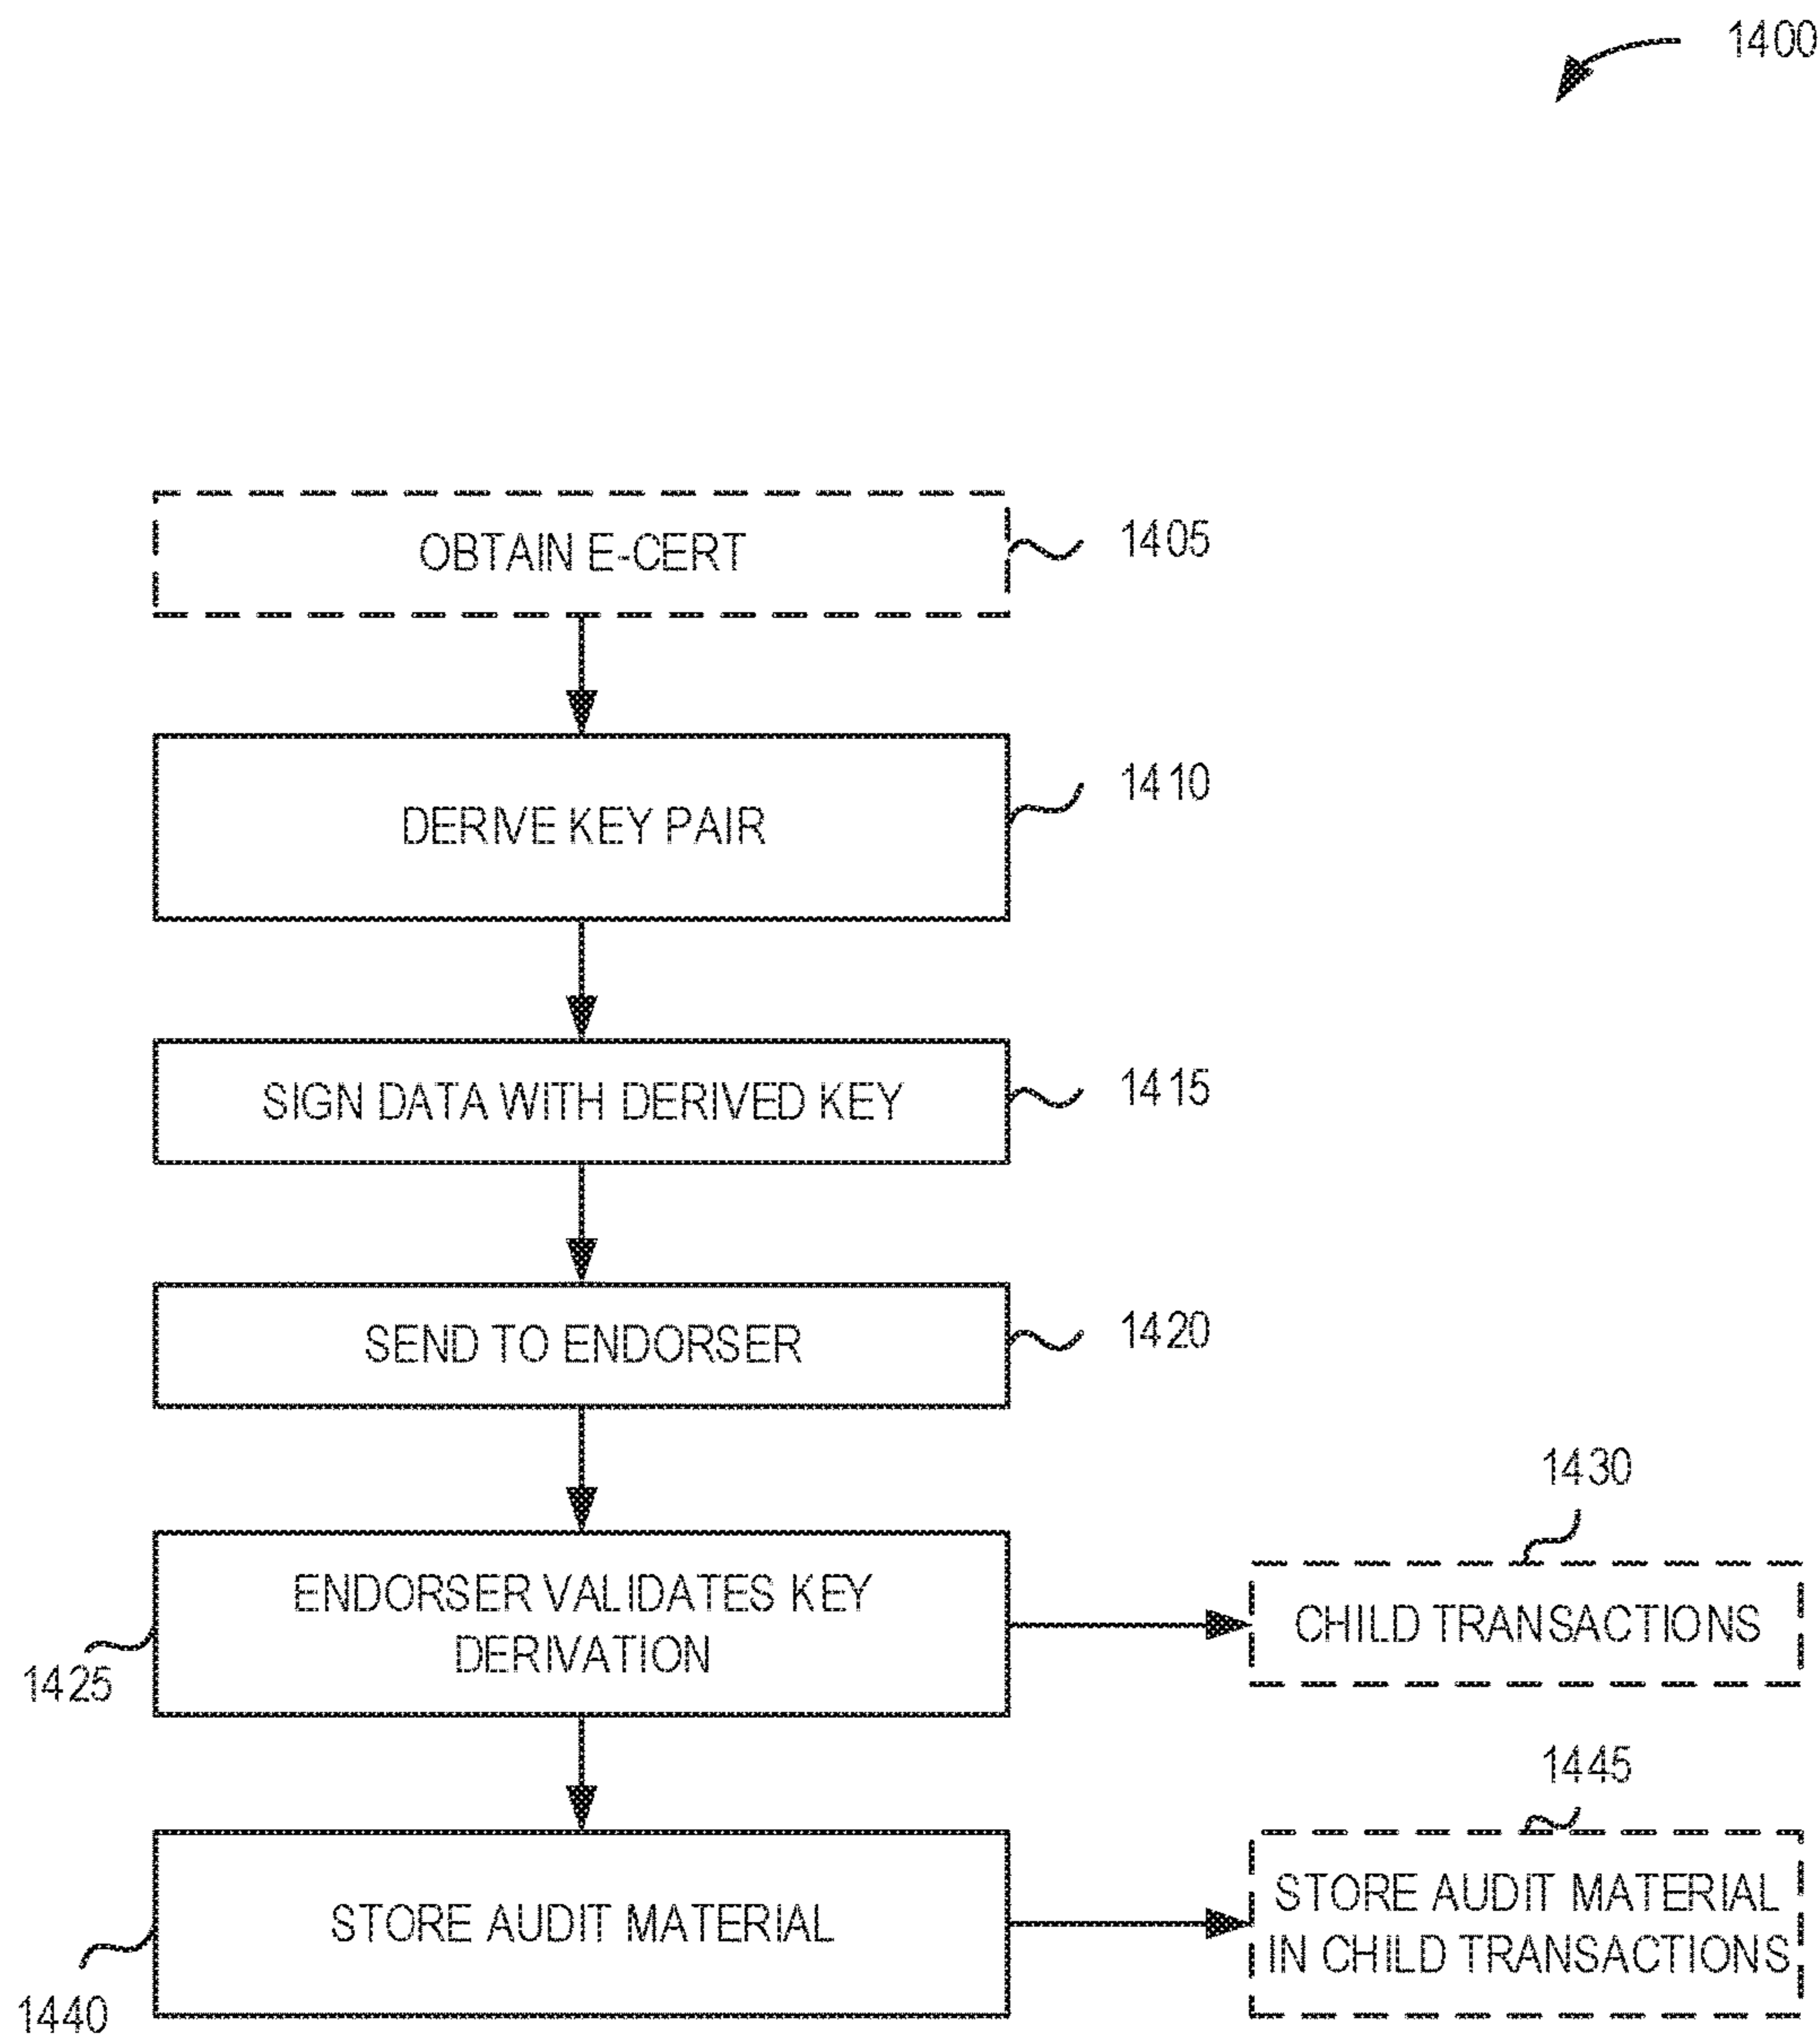 1400
OBTAIN E-CERT
1405
DERIVE KEY PAIR
1410
SIGN DATA WITH DERIVED KEY
1415
SEND TO ENDORSER
1420
ENDORSER VALIDATES KEY
DERIVATION
1425
1430
CHILD TRANSACTIONS
STORE AUDIT MATERIAL
1440
1445
STORE AUDIT MATERIAL
IN CHILD TRANSACTIONS